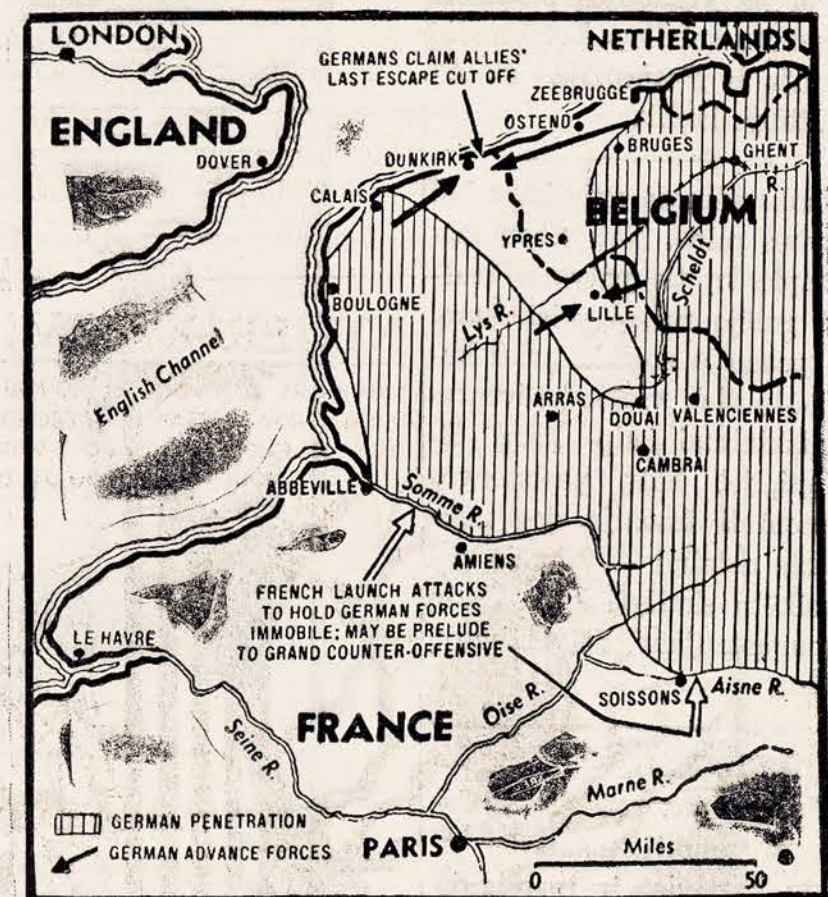 LONDON
NETHERLANDS
GERMANS CLAIM ALLIES'
LAST ESCAPE CUT OFF
ZEEBRUGGE
OSTEND
ENGLAND
DOVER
DUNKIRK
BRUGES
GHENT
R.
CALAIS
BELGIUM
YPRES
Scheldt
BOULOGNE
LILLE
Lys R.
English Channel
ARRAS
DOUAI
VALENCIENNES
CAMBRAI
ABBEVILLE
Somme R.
AMIENS
FRENCH LAUNCH ATTACKS
TO HOLD GERMAN FORCES
IMMOBILE; MAY BE PRELUDE
TO GRAND COUNTER-OFFENSIVE
LE HAVRE
SOISSONS
Aisne R.
Oise R.
FRANCE
Seine R.
Marne R.
GERMAN PENETRATION
GERMAN ADVANCE FORCES
PARIS
Miles
0 50